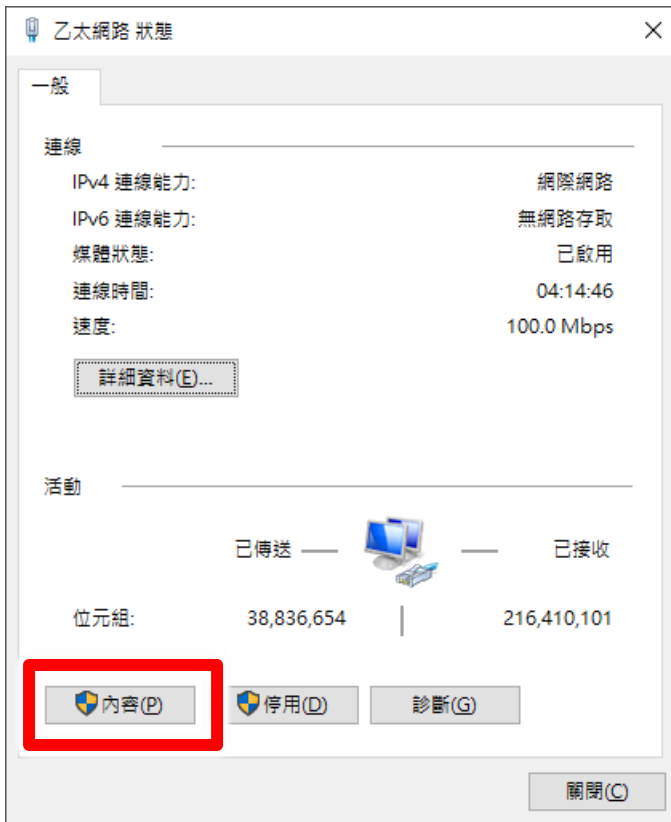 乙太網路 狀態
一般
連線
IPv4 連線能力: 網際網路
IPv6 連線能力: 無網路存取
媒體狀態: 已啟用
連線時間: 04:14:46
速度: 100.0 Mbps
詳細資料(E)...
活動
已傳送 已接收
位元組: 38,836,654 216,410,101
內容(P) 停用(D) 診斷(G)
關閉(C)